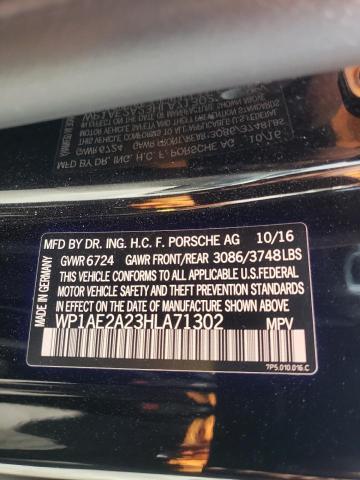 MFD BY DR. ING. H.C. F. PORSCHE AG 10/16
GVWR 6724 GAWR FRONT/REAR 3086/3748LBS
THIS VEHICLE CONFORMS TO ALL APPLICABLE U.S. FEDERAL
MOTOR VEHICLE SAFETY AND THEFT PREVENTION STANDARDS
IN EFFECT ON THE DATE OF MANUFACTURE SHOWN ABOVE
WP1AE2A23HLA71302 MPV
7P5.010.016.C
MADE IN GERMANY